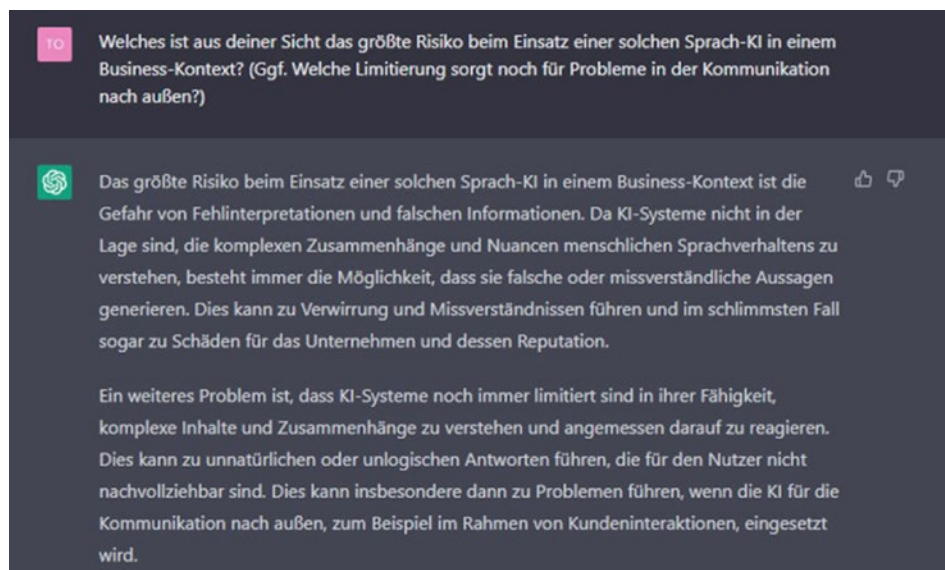 TO
Welches ist aus deiner Sicht das größte Risiko beim Einsatz einer solchen Sprach-KI in einem
Business-Kontext? (Ggf. Welche Limitierung sorgt noch für Probleme in der Kommunikation
nach außen?)
Das größte Risiko beim Einsatz einer solchen Sprach-KI in einem Business-Kontext ist die
Gefahr von Fehlinterpretationen und falschen Informationen. Da KI-Systeme nicht in der
Lage sind, die komplexen Zusammenhänge und Nuancen menschlichen Sprachverhaltens zu
verstehen, besteht immer die Möglichkeit, dass sie falsche oder missverständliche Aussagen
generieren. Dies kann zu Verwirrung und Missverständnissen führen und im schlimmsten Fall
sogar zu Schäden für das Unternehmen und dessen Reputation.
Ein weiteres Problem ist, dass KI-Systeme noch immer limitiert sind in ihrer Fähigkeit,
komplexe Inhalte und Zusammenhänge zu verstehen und angemessen darauf zu reagieren.
Dies kann zu unnatürlichen oder unlogischen Antworten führen, die für den Nutzer nicht
nachvollziehbar sind. Dies kann insbesondere dann zu Problemen führen, wenn die KI für die
Kommunikation nach außen, zum Beispiel im Rahmen von Kundeninteraktionen, eingesetzt
wird.